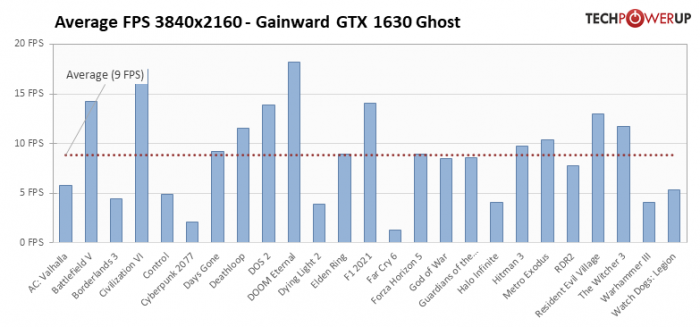 Average FPS 3840x2160 - Gainward GTX 1630 Ghost
TECHPOWERUP
20 FPS
Average (9 FPS)
15 FPS
10 FPS
5 FPS
0 FPS
AC: Valhalla
Battlefield V
Borderlands 3
Civilization VI
Control
Cyberpunk 2077
Days Gone
Deathloop
DOS 2
DOOM Eternal
Dying Light 2
Elden Ring
F1 2021
Far Cry 6
Forza Horizon 5
God of War
Guardians of the...
Halo Infinite
Hitman 3
Metro Exodus
RDR2
Resident Evil Village
The Witcher 3
Warhammer III
Watch Dogs: Legion